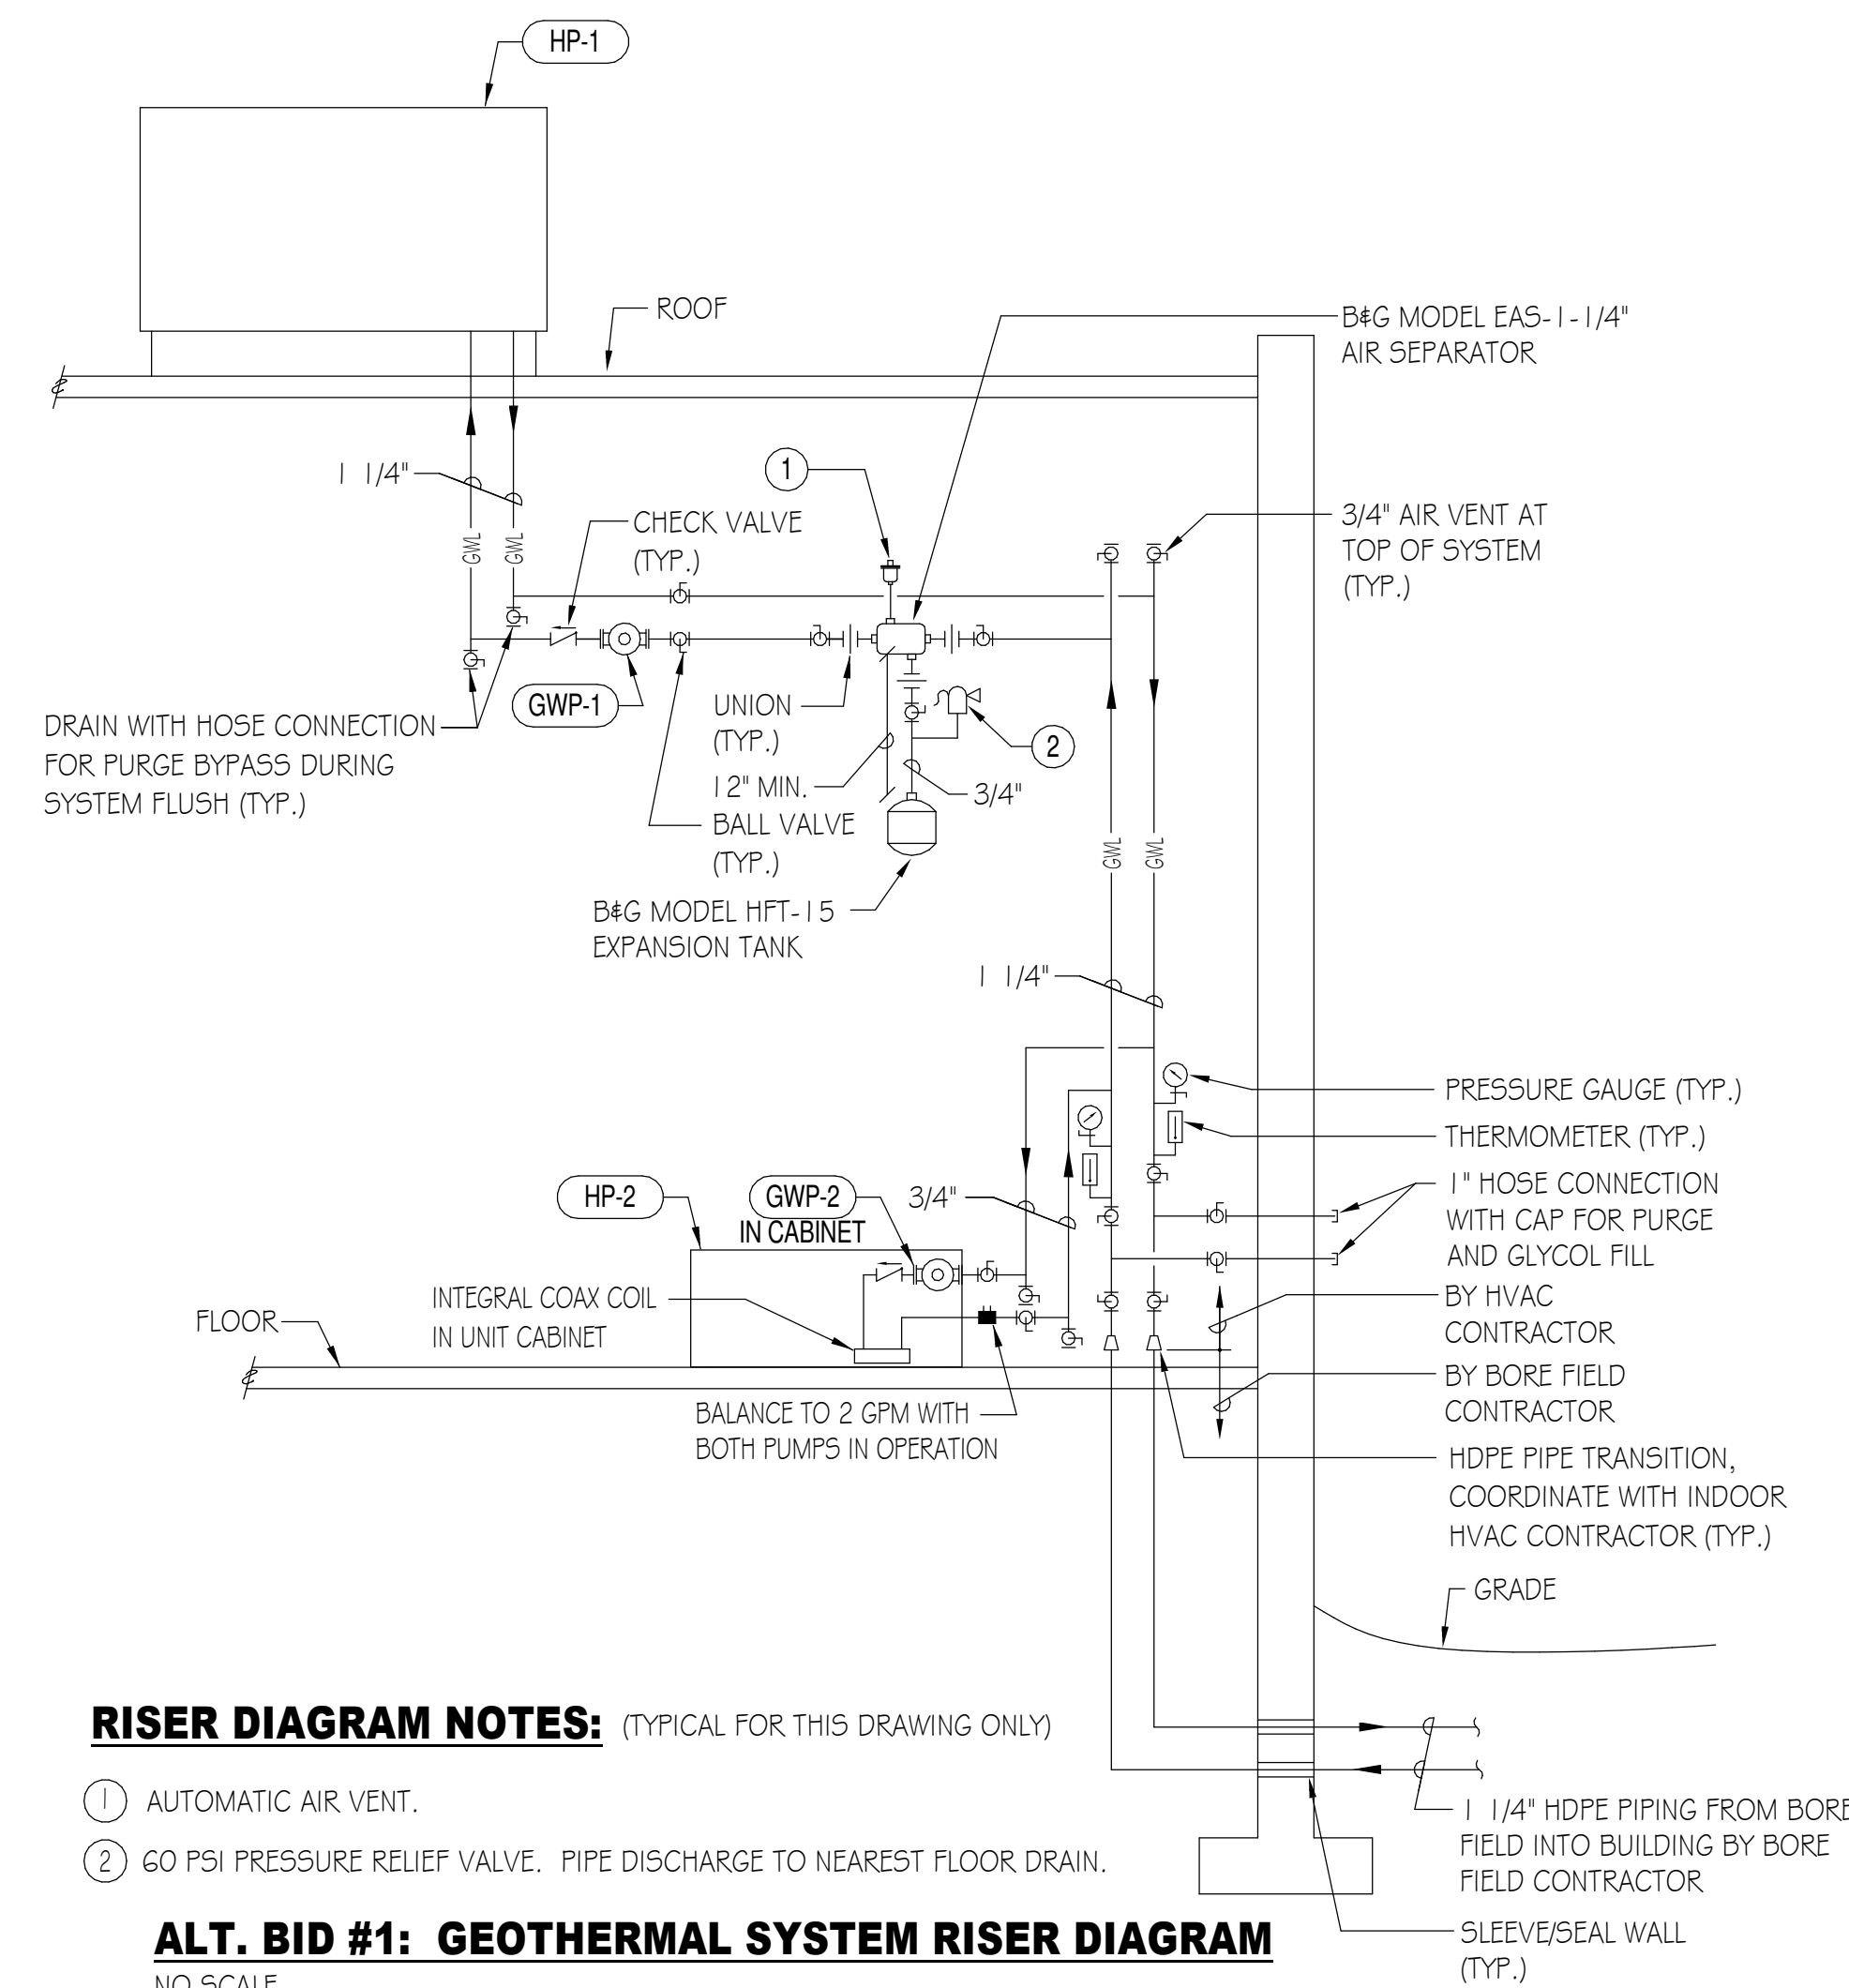 HP-1
ROOF
B&G MODEL EAS-1-1/4"
AIR SEPARATOR
1 1/4"
1
CHECK VALVE
(TYP.)
3/4" AIR VENT AT
TOP OF SYSTEM
(TYP.)
GWL
GWL
GWP-1
DRAIN WITH HOSE CONNECTION
FOR PURGE BYPASS DURING
SYSTEM FLUSH (TYP.)
UNION
(TYP.)
2
12" MIN.
3/4"
BALL VALVE
(TYP.)
GWL
GWL
B&G MODEL HFT-15
EXPANSION TANK
1 1/4"
PRESSURE GAUGE (TYP.)
THERMOMETER (TYP.)
HP-2
GWP-2
IN CABINET
3/4"
1" HOSE CONNECTION
WITH CAP FOR PURGE
AND GLYCOL FILL
INTEGRAL COAX COIL
IN UNIT CABINET
FLOOR
BY HVAC
CONTRACTOR
BY BORE FIELD
CONTRACTOR
BALANCE TO 2 GPM WITH
BOTH PUMPS IN OPERATION
HDPE PIPE TRANSITION,
COORDINATE WITH INDOOR
HVAC CONTRACTOR (TYP.)
GRADE
RISER DIAGRAM NOTES: (TYPICAL FOR THIS DRAWING ONLY)
1 AUTOMATIC AIR VENT.
2 60 PSI PRESSURE RELIEF VALVE. PIPE DISCHARGE TO NEAREST FLOOR DRAIN.
1 1/4" HDPE PIPING FROM BORE
FIELD INTO BUILDING BY BORE
FIELD CONTRACTOR
SLEEVE/SEAL WALL
(TYP.)
ALT. BID #1: GEOTHERMAL SYSTEM RISER DIAGRAM
NO SCALE